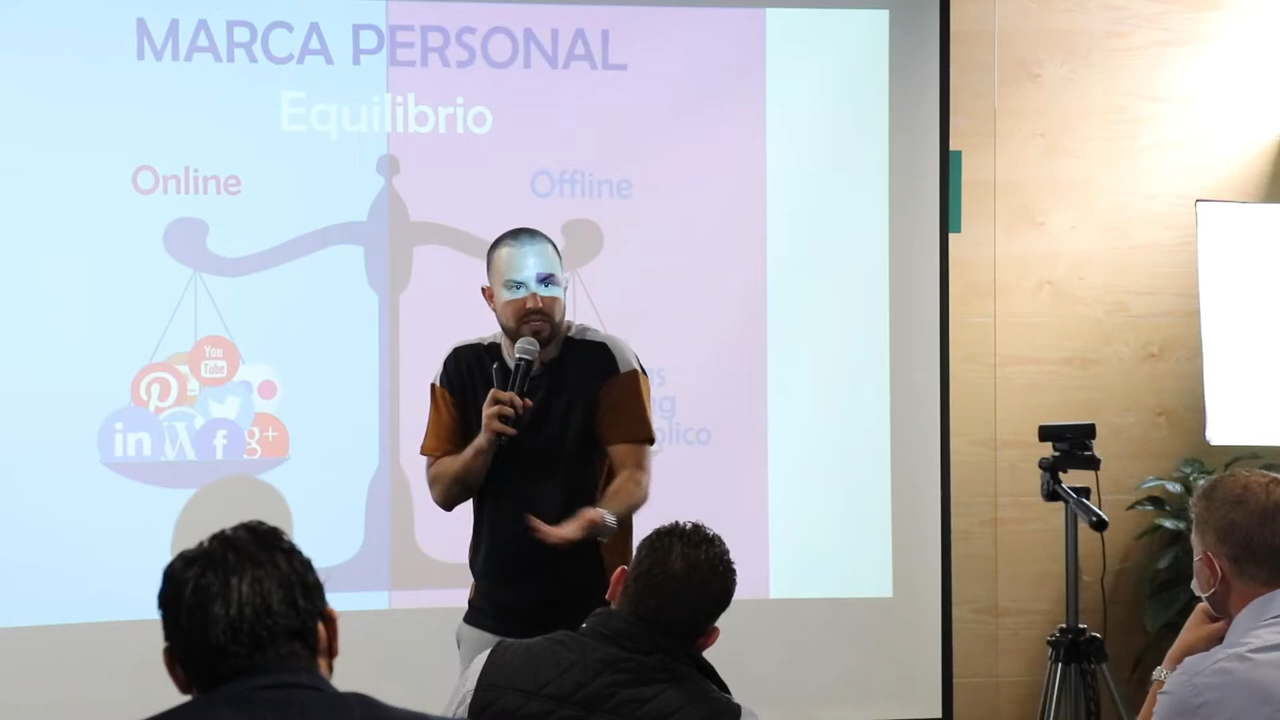 MARCA PERSONAL
Equilibrio
Online
Offline
You
Tube
in
f
g+